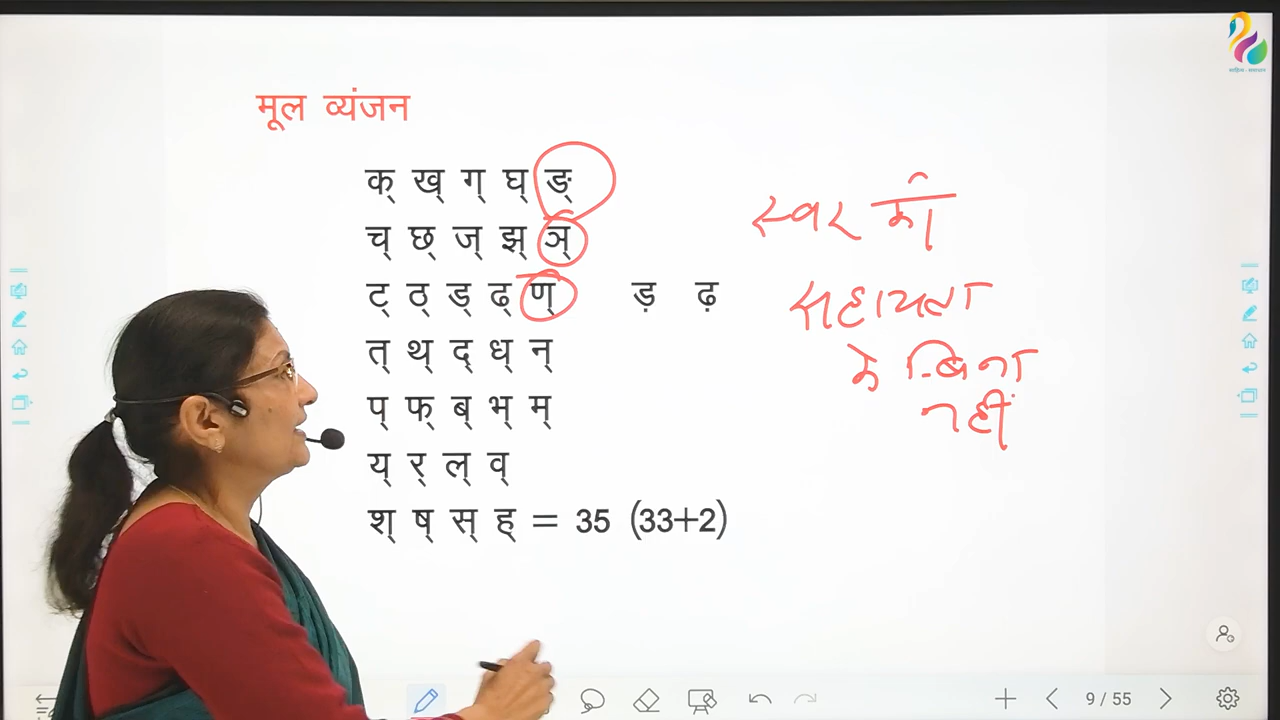 मूल व्यंजन
क् ख् ग् घ् ङ्
च् छ् ज् झ् ञ्
ट् ठ् ड् ढ् ण् ड़ ढ़
त् थ् द् ध् न्
प् फ् ब् भ् म्
य् र् ल् व्
श् ष् स् ह् = 35 (33+2)
स्वर की
सहायता
के बिना
नहीं
9 / 55